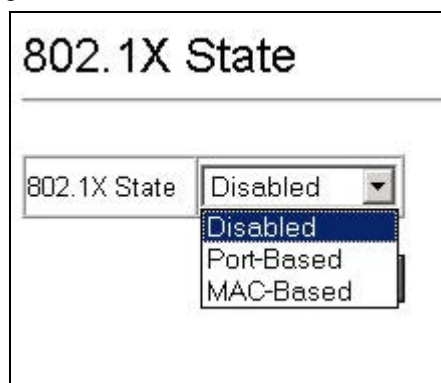 802.1X State
802.1X State Disabled
Disabled
Port-Based
MAC-Based